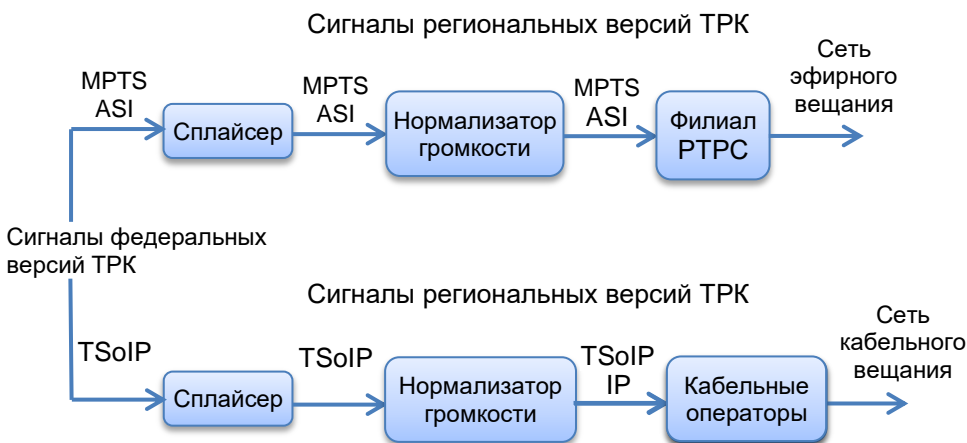 Сигналы региональных версий ТРК
MPTS
ASI
Сплайсер
MPTS
ASI
Нормализатор
громкости
MPTS
ASI
Филиал
РТРС
Сеть
эфирного
вещания
Сигналы федеральных
версий ТРК
Сигналы региональных версий ТРК
TSoIP
Сплайсер
TSoIP
Нормализатор
громкости
TSoIP
IP
Кабельные
операторы
Сеть
кабельного
вещания